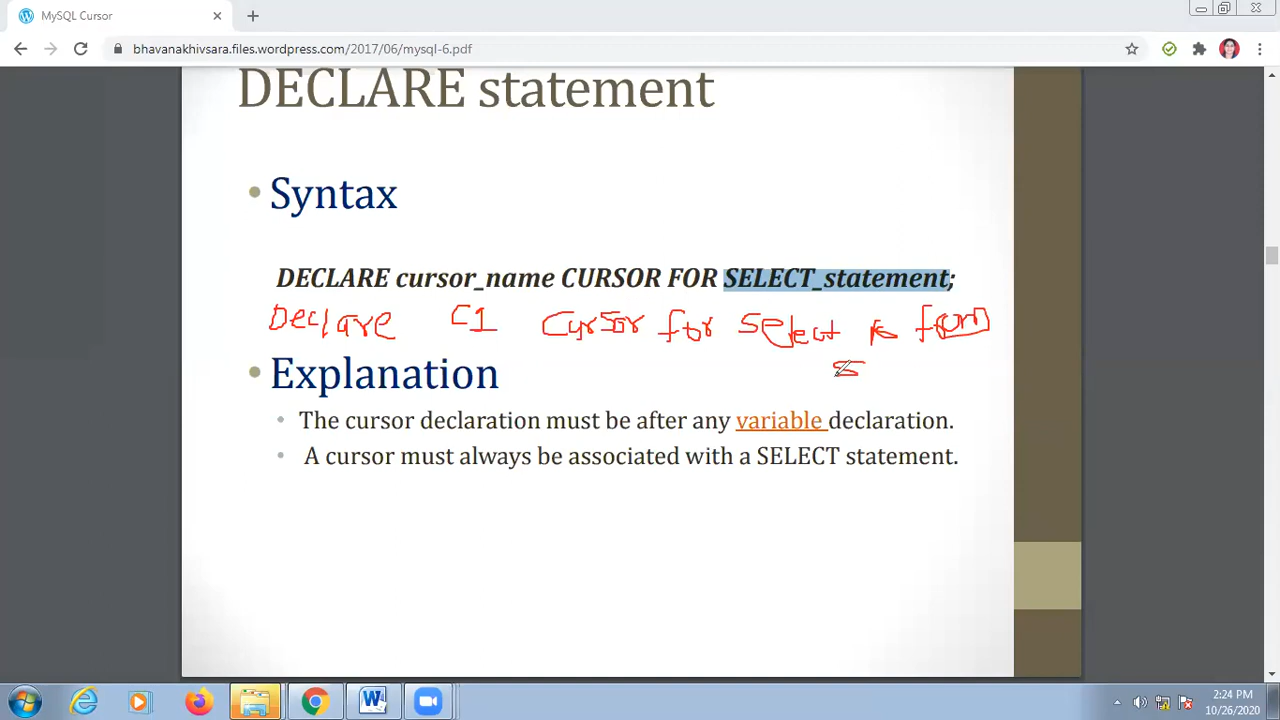 MySQL Cursor
bhavanakhivsara.files.wordpress.com/2017/06/mysql-6.pdf
DECLARE statement
• Syntax
DECLARE cursor_name CURSOR FOR SELECT_statement;
Declare C1 Cursor for Select
• Explanation
• The cursor declaration must be after any variable declaration.
• A cursor must always be associated with a SELECT statement.
2:24 PM
10/26/2020